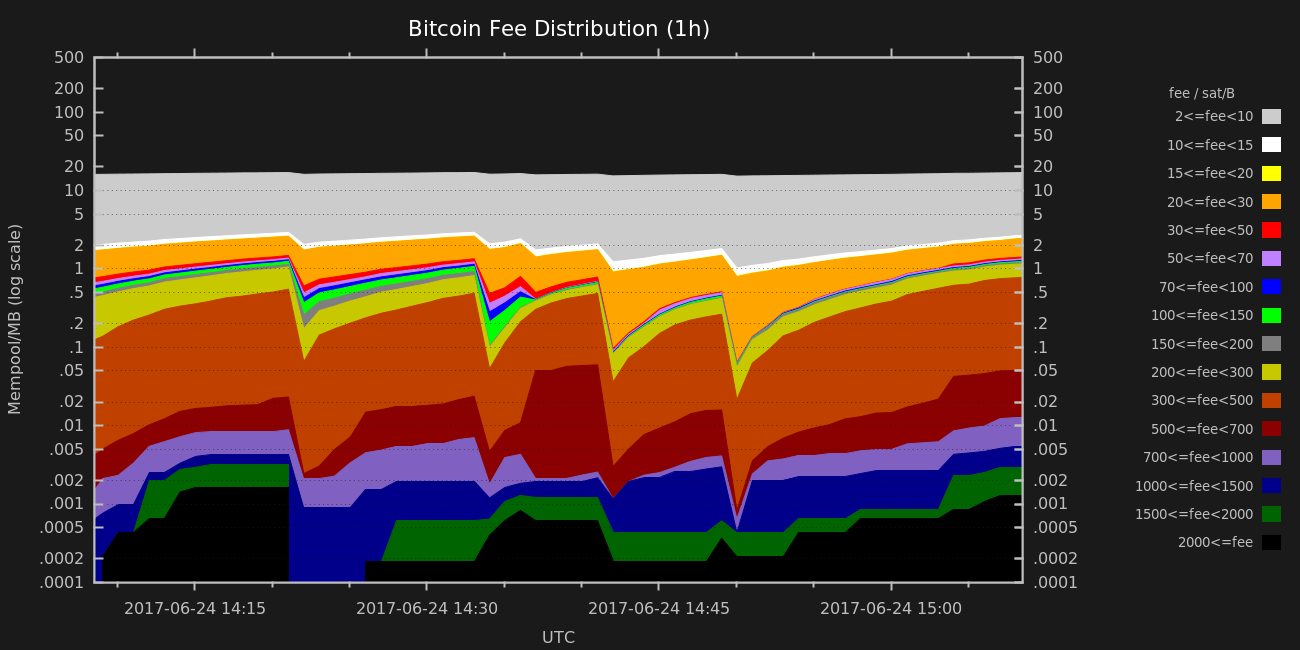 Bitcoin Fee Distribution (1h)
Mempool/MB (log scale)
500
200
100
50
20
10
5
2
1
.5
.2
.1
.05
.02
.01
.005
.002
.001
.0005
.0002
.0001
500
200
100
50
20
10
5
2
1
.5
.2
.1
.05
.02
.01
.005
.002
.001
.0005
.0002
.0001
fee / sat/B
2<=fee<10
10<=fee<15
15<=fee<20
20<=fee<30
30<=fee<50
50<=fee<70
70<=fee<100
100<=fee<150
150<=fee<200
200<=fee<300
300<=fee<500
500<=fee<700
700<=fee<1000
1000<=fee<1500
1500<=fee<2000
2000<=fee
2017-06-24 14:15
2017-06-24 14:30
2017-06-24 14:45
2017-06-24 15:00
UTC